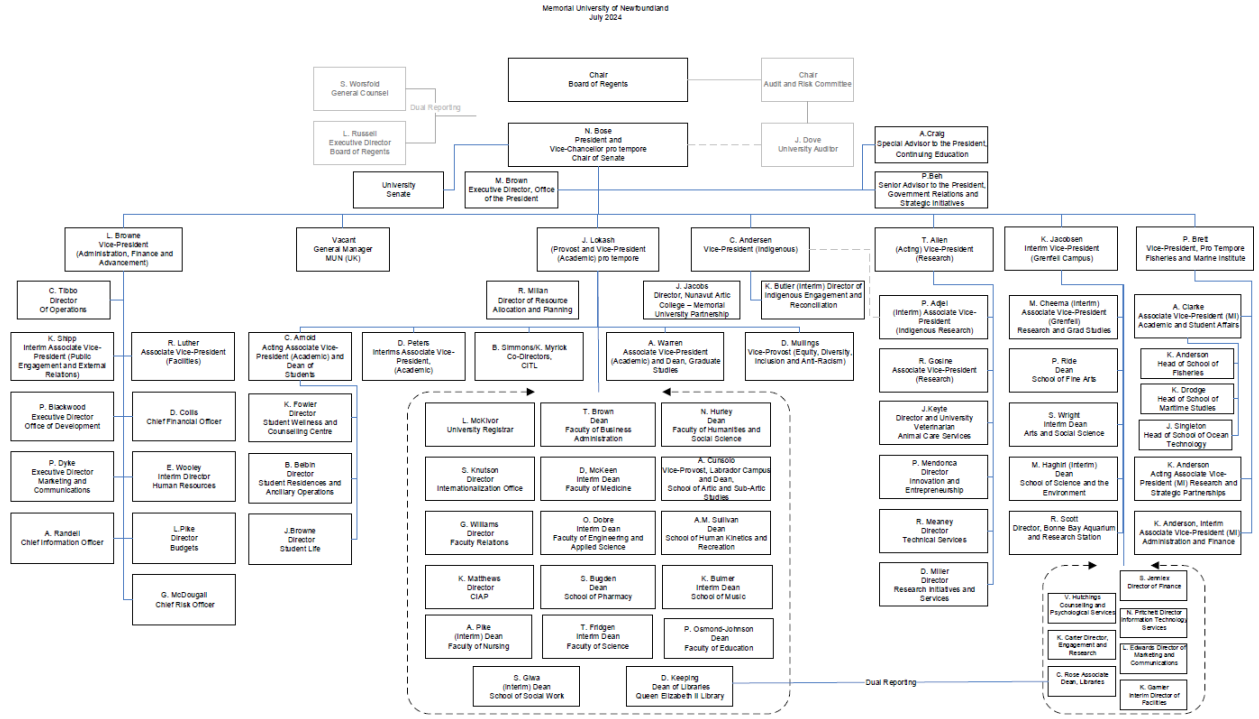 Memorial University of Newfoundland
July 2024
Chair
Board of Regents
Chair
Audit and Risk Committee
S. Worsfold
General Counsel
Dual Reporting
L. Russell
Executive Director
Board of Regents
N. Bose
President and
Vice-Chancellor pro tempore
Chair of Senate
J. Dove
University Auditor
A.Craig
Special Advisor to the President,
Continuing Education
University
Senate
M. Brown
Executive Director, Office
of the President
P.Beh
Senior Advisor to the President,
Government Relations and
Strategic Initiatives
L. Browne
Vice-President
(Administration, Finance and
Advancement)
Vacant
General Manager
MUN (UK)
J. Lokash
(Provost and Vice-President
(Academic) pro tempore
C. Andersen
Vice-President (Indigenous)
T. Allen
(Acting) Vice-President
(Research)
K. Jacobsen
Interim Vice-President
(Grenfell Campus)
P. Brett
Vice-President, Pro Tempore
Fisheries and Marine Institute
C. Tibbo
Director
Of Operations
R. Millan
Director of Resource
Allocation and Planning
J. Jacobs
Director, Nunavut Artic
College – Memorial
University Partnership
K. Butler (Interim) Director of
Indigenous Engagement and
Reconciliation
K. Shipp
Interim Associate Vice-
President (Public
Engagement and External
Relations)
R. Luther
Associate Vice-President
(Facilities)
C. Arnold
Acting Associate Vice-
President (Academic) and
Dean of
Students
D. Peters
Interims Associate Vice-
President,
(Academic)
B. Simmons/K. Myrick
Co-Directors,
CITL
A. Warren
Associate Vice-President
(Academic) and Dean, Graduate
Studies
D. Mullings
Vice-Provost (Equity, Diversity,
Inclusion and Anti-Racism)
P. Adjei
(Interim) Associate Vice-
President
(Indigenous Research)
M. Cheema (Interim)
Associate Vice-President
(Grenfell)
Research and Grad Studies
A. Clarke
Associate Vice-President (MI)
Academic and Student Affairs
P. Blackwood
Executive Director
Office of Development
D. Collis
Chief Financial Officer
K. Fowler
Director
Student Wellness and
Counselling Centre
L. McKivor
University Registrar
T. Brown
Dean
Faculty of Business
Administration
N. Hurley
Dean
Faculty of Humanities and
Social Science
R. Gosine
Associate Vice-President
(Research)
P. Ride
Dean
School of Fine Arts
K. Anderson
Head of School of
Fisheries
K. Drodge
Head of School of
Maritime Studies
P. Dyke
Executive Director
Marketing and
Communications
E. Wooley
Interim Director
Human Resources
B. Belbin
Director
Student Residences and
Ancillary Operations
S. Knutson
Director
Internationalization Office
D, McKeen
Interim Dean
Faculty of Medicine
A. Cunsolo
Vice-Provost, Labrador Campus
and Dean,
School of Artic and Sub-Artic
Studies
J.Keyte
Director and University
Veterinarian
Animal Care Services
S. Wright
Interim Dean
Arts and Social Science
J. Singleton
Head of School of Ocean
Technology
A. Randell
Chief Information Officer
L.Pike
Director
Budgets
J.Browne
Director
Student Life
G. Williams
Director
Faculty Relations
O. Dobre
Interim Dean
Faculty of Engineering and
Applied Science
A.M. Sullivan
Dean
School of Human Kinetics and
Recreation
P. Mendonca
Director
Innovation and
Entrepreneurship
M. Haghiri (Interim)
Dean
School of Science and the
Environment
K. Anderson
Acting Associate Vice-
President (MI) Research and
Strategic Partnerships
G. McDougall
Chief Risk Officer
K. Matthews
Director
CIAP
S. Bugden
Dean
School of Pharmacy
K. Bulmer
Interim Dean
School of Music
R. Meaney
Director
Technical Services
R. Scott
Director, Bonne Bay Aquarium
and Research Station
K. Anderson, Interim
Associate Vice-President (MI)
Administration and Finance
A. Pike
(Interim) Dean
Faculty of Nursing
T. Fridgen
Interim Dean
Faculty of Science
P. Osmond-Johnson
Dean
Faculty of Education
D. Miller
Director
Research Initiatives and
Services
S. Jenniex
Director of Finance
V. Hutchings
Counselling and
Psychological Services
N. Pritchett Director
Information Technology
Services
K. Carter Director,
Engagement and
Research
L. Edwards Director of
Marketing and
Communications
S. Giwa
(Interim) Dean
School of Social Work
D. Keeping
Dean of Libraries
Queen Elizabeth II Library
Dual Reporting
C. Rose Associate
Dean, Libraries
K. Garnier
Interim Director of
Facilities